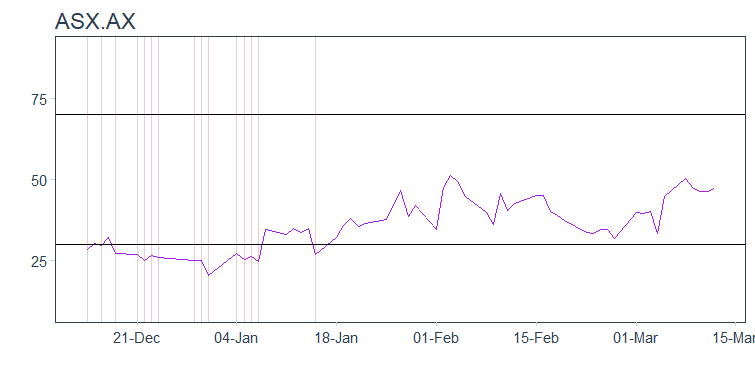 ASX.AX
75
50
25
21-Dec
04-Jan
18-Jan
01-Feb
15-Feb
01-Mar
15-Mar